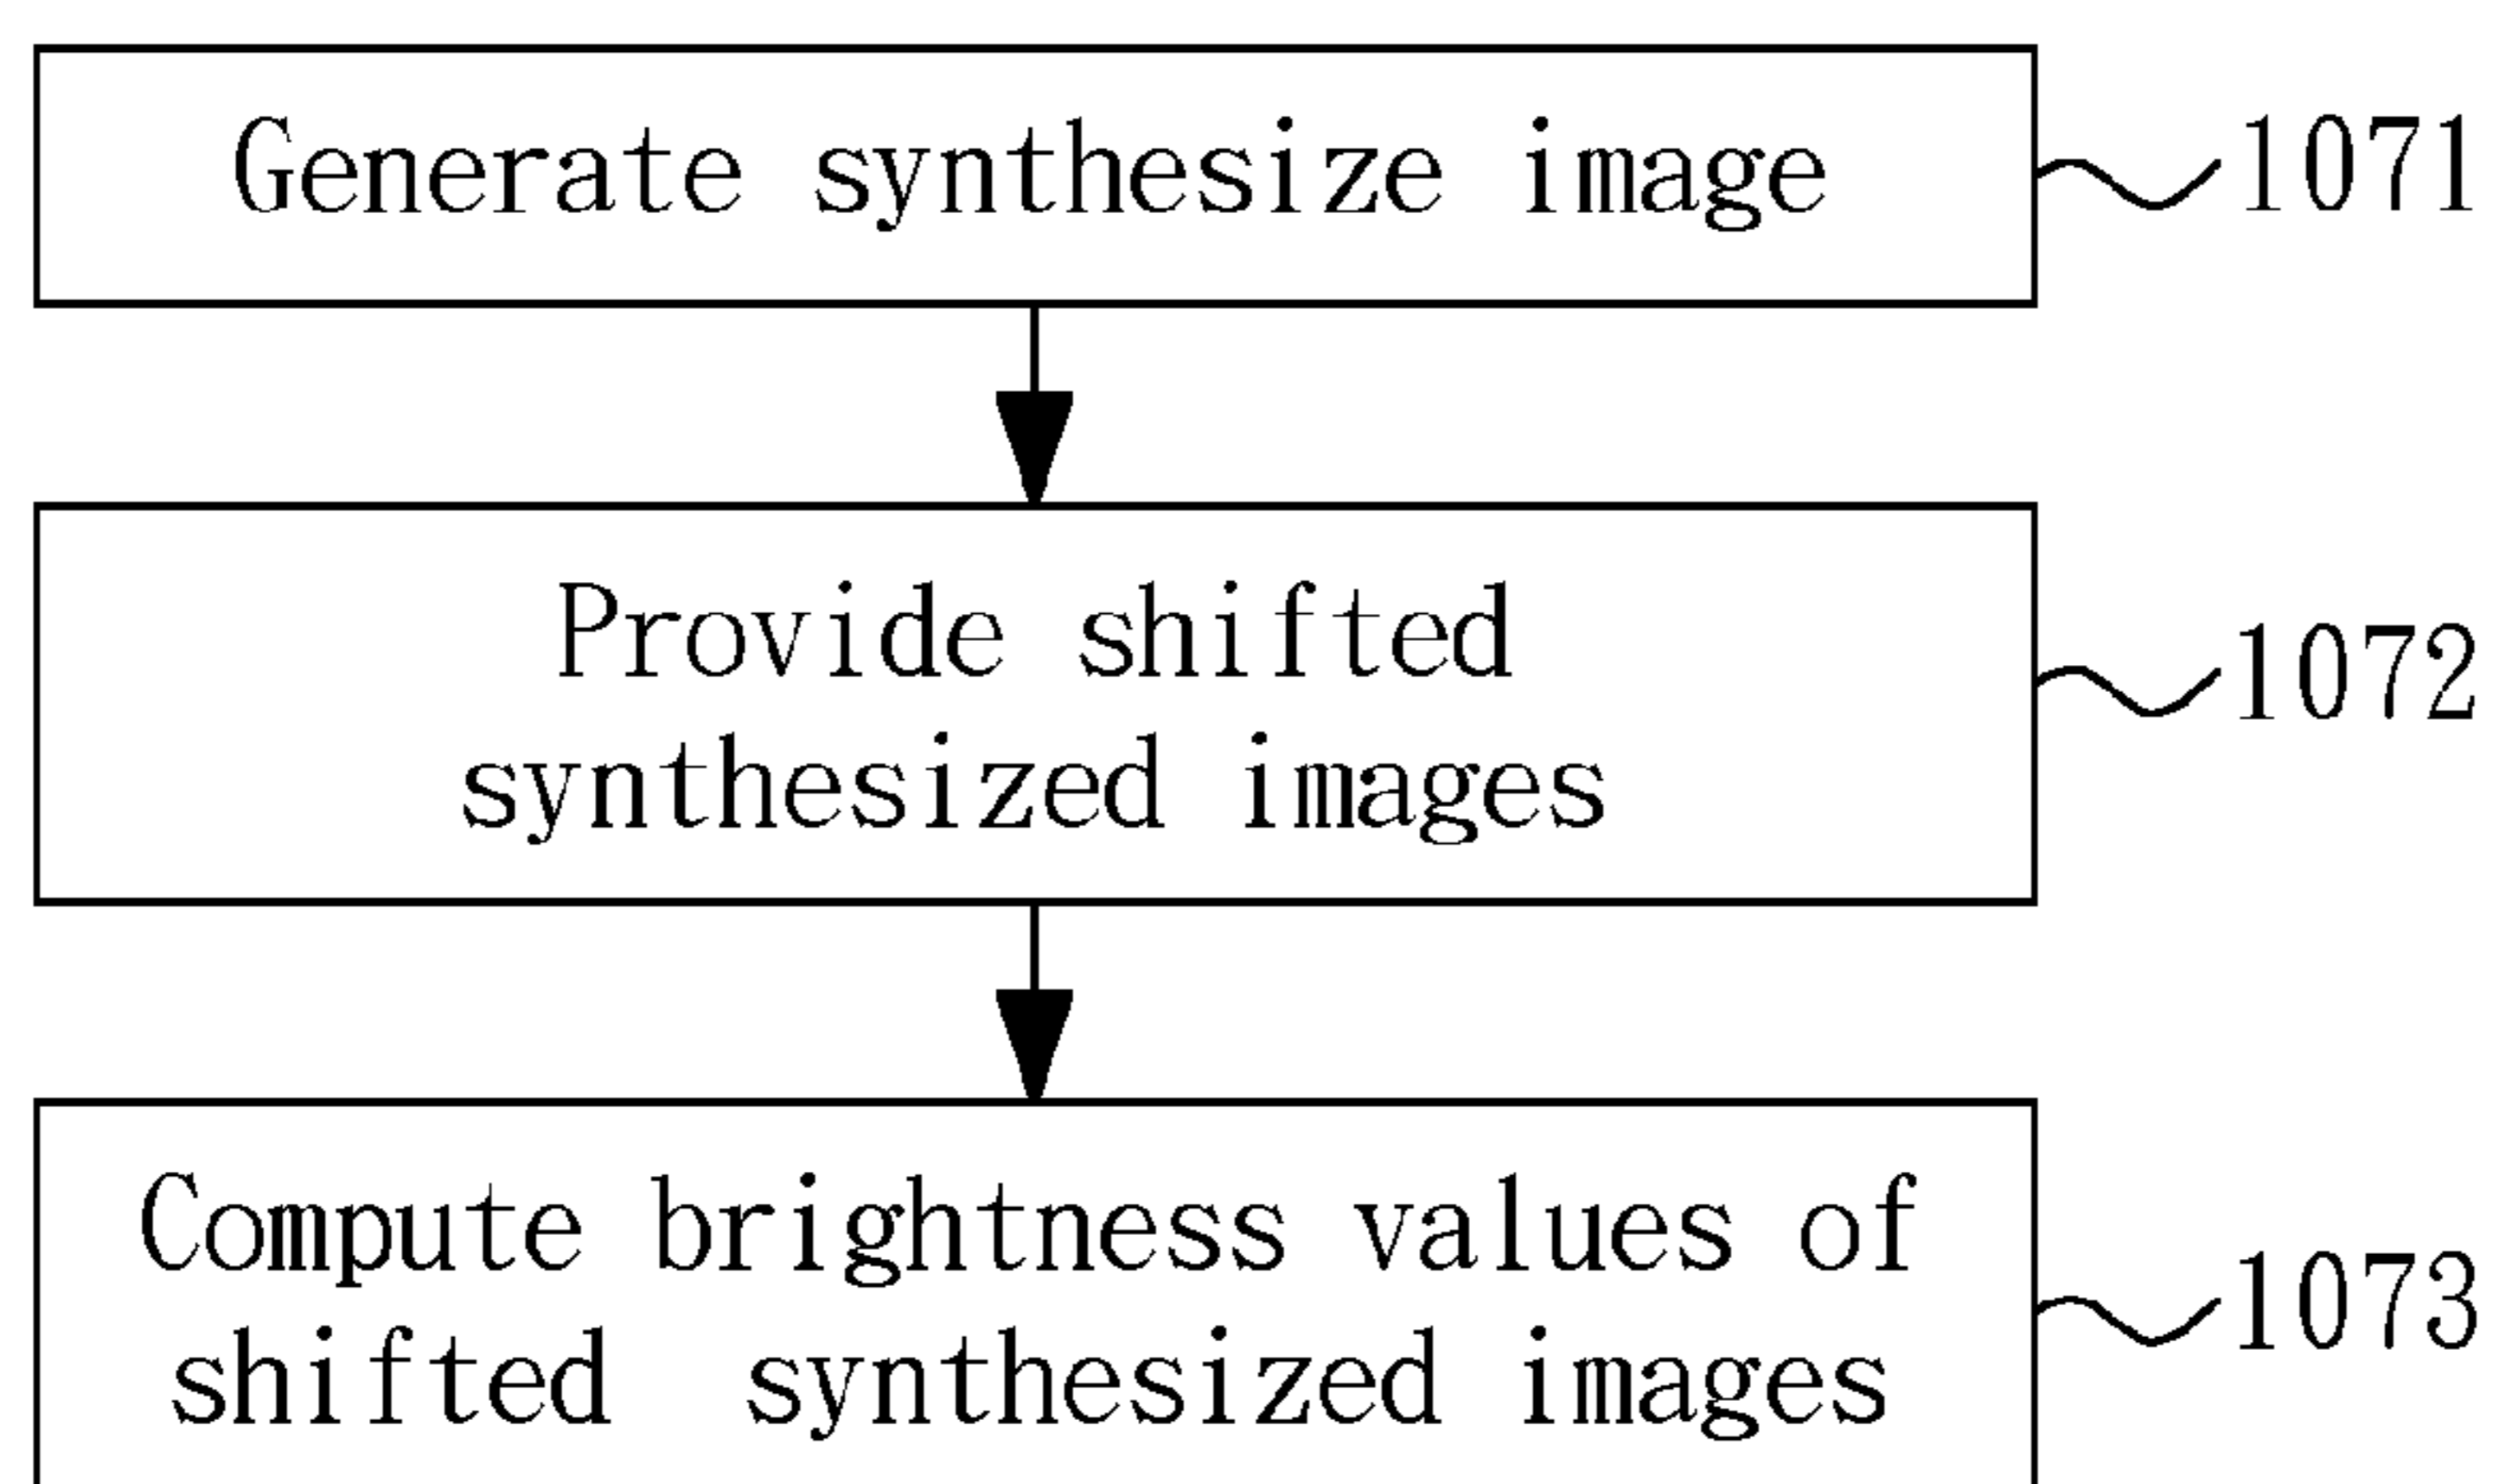 Generate synthesize image
1071
Provide shifted
synthesized images
1072
Compute brightness values of
shifted synthesized images
1073